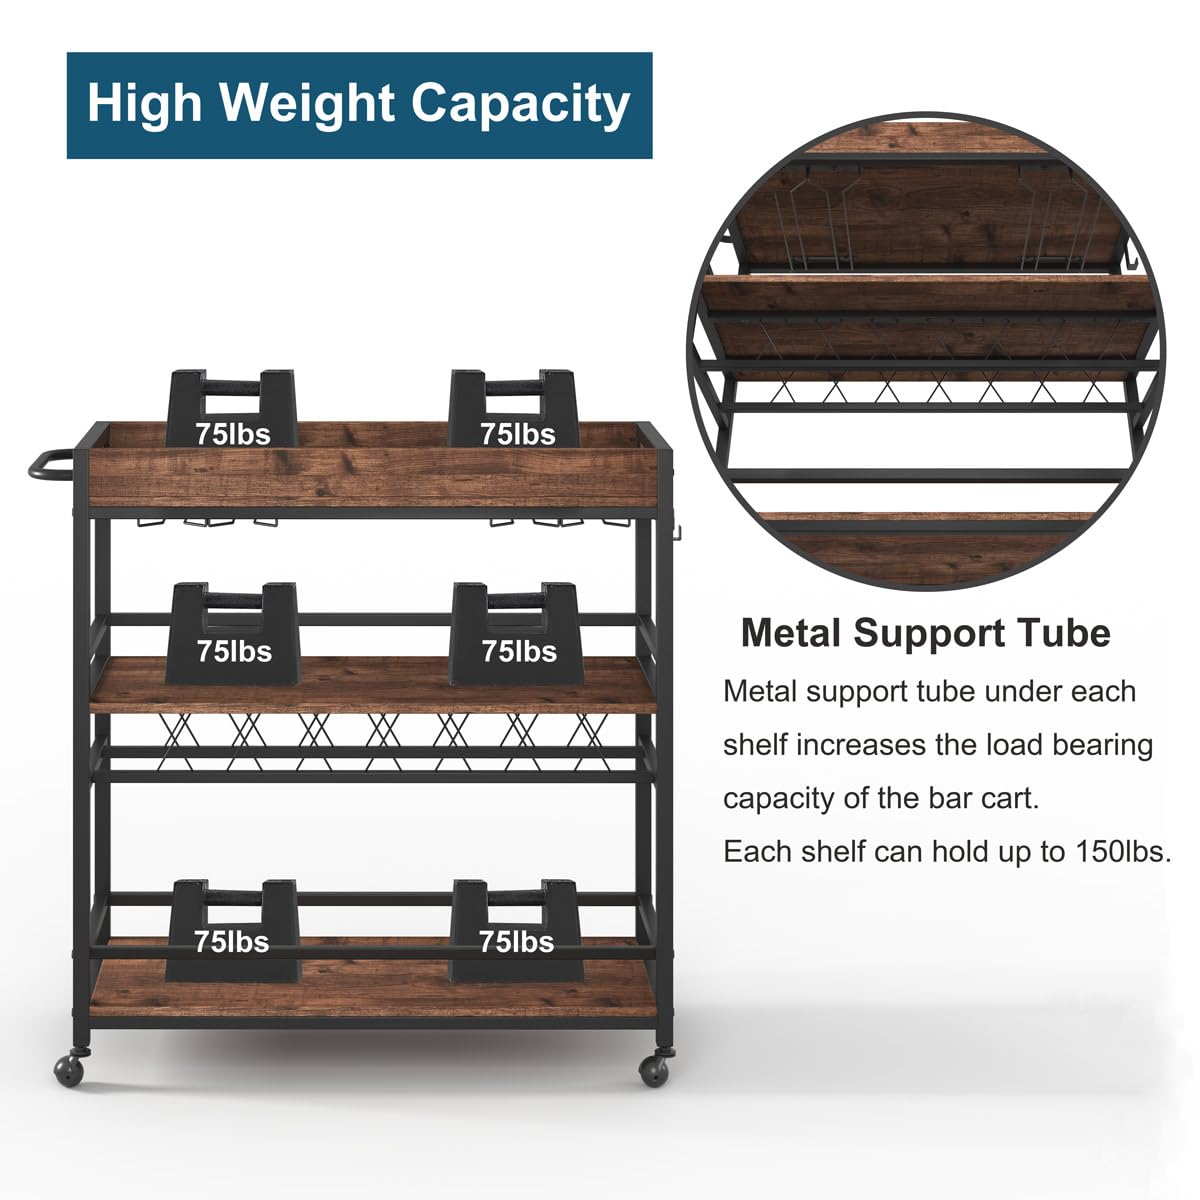 High Weight Capacity
75lbs 75lbs
75lbs 75lbs
75lbs 75lbs
Metal Support Tube
Metal support tube under each
shelf increases the load bearing
capacity of the bar cart.
Each shelf can hold up to 150lbs.